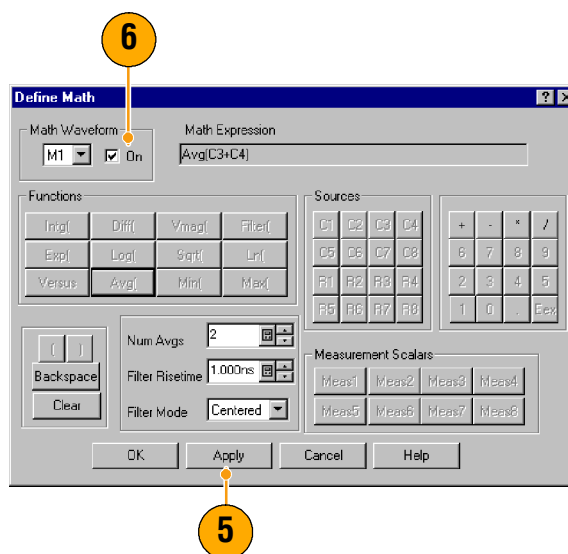 6
Define Math
Math Waveform
Math Expression
M1 On
Avg(C3+C4)
Functions
Intg( Diff( Vmag( Filter(
Exp( Log( Sqrt( Ln(
Versus Avg( Min( Max(
Sources
C1 C2 C3 C4
C5 C6 C7 C8
R1 R2 R3 R4
R5 R6 R7 R8
+ - * /
6 7 8 9
2 3 4 5
1 0 . Eex
( )
Backspace
Clear
Num Avgs 2
Filter Risetime 1.000ns
Filter Mode Centered
Measurement Scalars
Meas1 Meas2 Meas3 Meas4
Meas5 Meas6 Meas7 Meas8
OK Apply Cancel Help
5